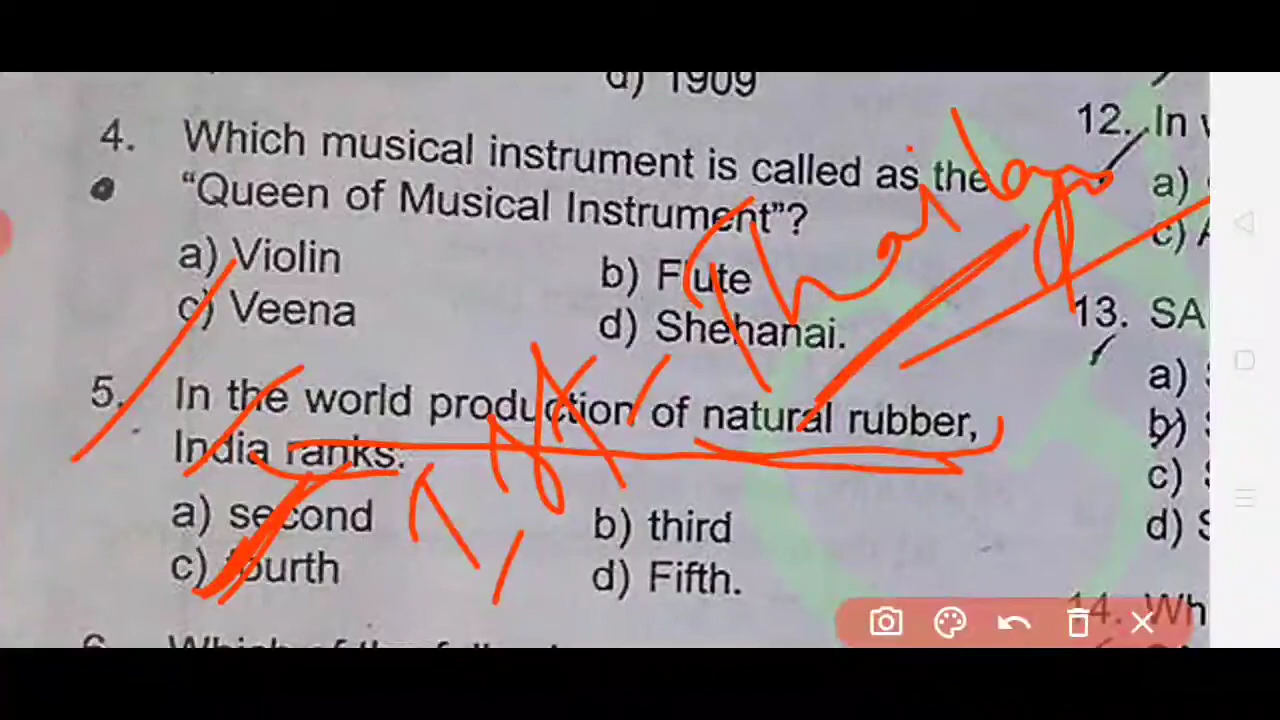 d) 1909
4. Which musical instrument is called as the
"Queen of Musical Instrument"?
a) Violin b) Flute
c) Veena d) Shehanai.
5. In the world production of natural rubber,
India ranks.
a) second b) third
c) fourth d) Fifth.
12. In
a)
c)
13. SA
a)
b)
c)
d)
14. Wh